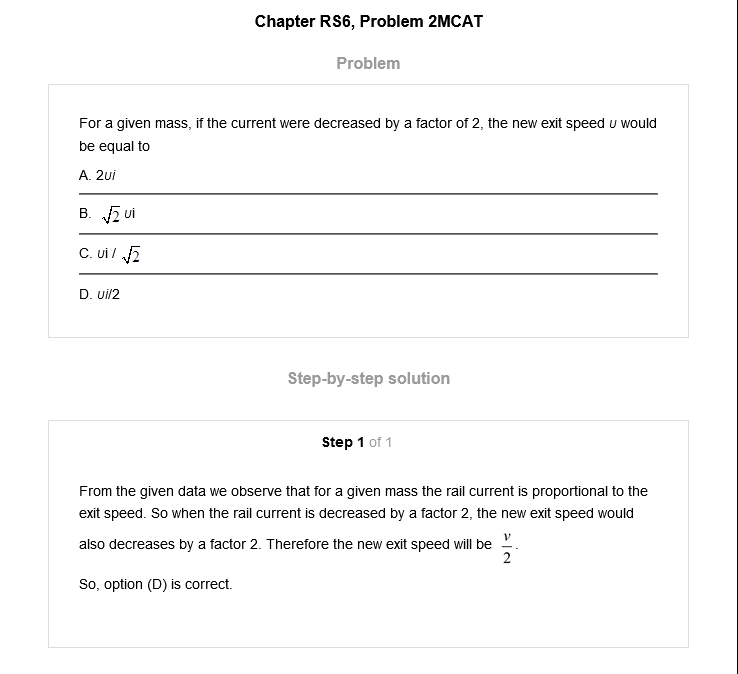 Chapter RS6, Problem 2MCAT
Problem
For a given mass, if the current were decreased by a factor of 2, the new exit speed u would
be equal to
A. 2ui
B. √2 ui
C. ui / √2
D. ui/2
Step-by-step solution
Step 1 of 1
From the given data we observe that for a given mass the rail current is proportional to the
exit speed. So when the rail current is decreased by a factor 2, the new exit speed would
also decreases by a factor 2. Therefore the new exit speed will be v/2.
So, option (D) is correct.